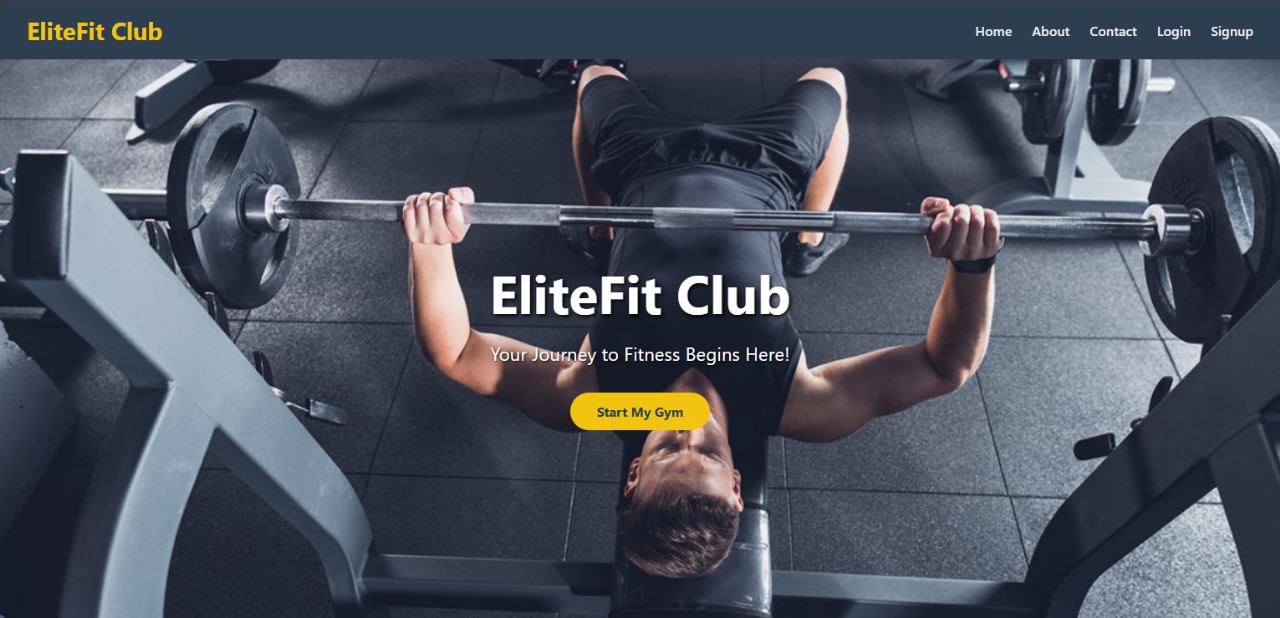 EliteFit Club
Home About Contact Login Signup
EliteFit Club
Your Journey to Fitness Begins Here!
Start My Gym